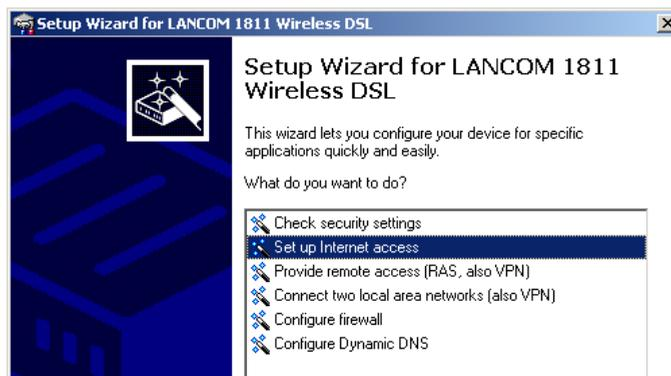 Setup Wizard for LANCOM 1811 Wireless DSL
Setup Wizard for LANCOM 1811
Wireless DSL
This wizard lets you configure your device for specific
applications quickly and easily.
What do you want to do?
Check security settings
Set up Internet access
Provide remote access (RAS, also VPN)
Connect two local area networks (also VPN)
Configure firewall
Configure Dynamic DNS